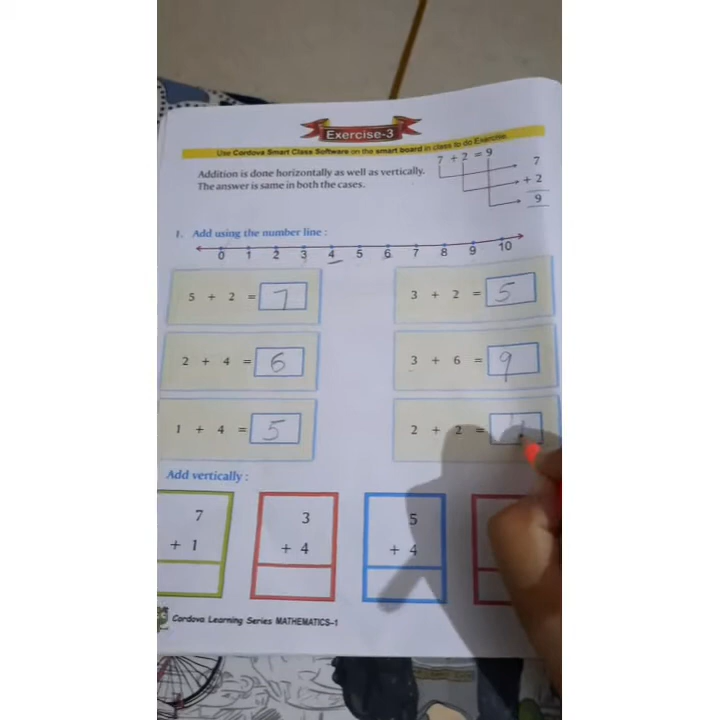 Exercise-3
Use Cordova Smart Class Software on the smart board in class to do Exercise.
Addition is done horizontally as well as vertically.
The answer is same in both the cases.
7 + 2 = 9
7
+ 2
9
1. Add using the number line :
0 1 2 3 4 5 6 7 8 9 10
5 + 2 = 7
3 + 2 = 5
2 + 4 = 6
3 + 6 = 9
1 + 4 = 5
2 + 2 = 4
Add vertically :
7
+ 1
3
+ 4
5
+ 4
Cordova Learning Series MATHEMATICS-1